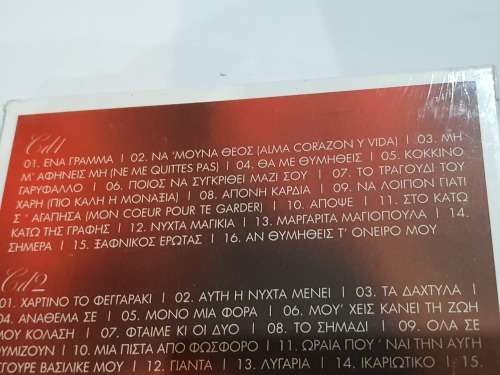 Cd1
01. ΕΝΑ ΓΡΑΜΜΑ | 02. ΝΑ 'ΜΟΥΝΑ ΘΕΟΣ (ALMA CORAZON Y VIDA) | 03. ΜΗ
Μ' ΑΦΗΝΕΙΣ ΜΗ (NE ME QUITTES PAS) | 04. ΘΑ ΜΕ ΘΥΜΗΘΕΙΣ | 05. ΚΟΚΚΙΝΟ
ΓΑΡΥΦΑΛΛΟ | 06. ΠΟΙΟΣ ΝΑ ΣΥΓΚΡΙΘΕΙ ΜΑΖΙ ΣΟΥ | 07. ΤΟ ΤΡΑΓΟΥΔΙ ΤΟΥ
ΧΑΡΗ (ΠΙΟ ΚΑΛΗ Η ΜΟΝΑΞΙΑ) | 08. ΑΠΟΝΗ ΚΑΡΔΙΑ | 09. ΝΑ ΛΟΙΠΟΝ ΓΙΑΤΙ
Σ ' ΑΓΑΠΗΣΑ (MON COEUR POUR TE GARDER) | 10. ΑΠΟΨΕ | 11. ΣΤΟ ΚΑΤΩ
ΚΑΤΩ ΤΗΣ ΓΡΑΦΗΣ | 12. ΝΥΧΤΑ ΜΑΓΙΚΙΑ | 13. ΜΑΡΓΑΡΙΤΑ ΜΑΓΙΟΠΟΥΛΑ | 14.
ΣΗΜΕΡΑ | 15. ΞΑΦΝΙΚΟΣ ΕΡΩΤΑΣ | 16. ΑΝ ΘΥΜΗΘΕΙΣ Τ' ΟΝΕΙΡΟ ΜΟΥ
Cd2
01. ΧΑΡΤΙΝΟ ΤΟ ΦΕΓΓΑΡΑΚΙ | 02. ΑΥΤΗ Η ΝΥΧΤΑ ΜΕΝΕΙ | 03. ΤΑ ΔΑΧΤΥΛΑ |
04. ΑΝΑΘΕΜΑ ΣΕ | 05. ΜΟΝΟ ΜΙΑ ΦΟΡΑ | 06. ΜΟΥ' ΧΕΙΣ ΚΑΝΕΙ ΤΗ ΖΩΗ
ΜΟΥ ΚΟΛΑΣΗ | 07. ΦΤΑΙΜΕ ΚΙ ΟΙ ΔΥΟ | 08. ΤΟ ΣΗΜΑΔΙ | 09. ΟΛΑ ΣΕ
ΘΥΜΙΖΟΥΝ | 10. ΜΙΑ ΠΙΣΤΑ ΑΠΟ ΦΩΣΦΟΡΟ | 11. ΩΡΑΙΑ ΠΟΥ ' ΝΑΙ ΤΗΝ ΑΥΓΗ
ΣΤΟΥΡΕ ΒΑΣΙΛΙΚΕ ΜΟΥ | 12. ΓΙΑΝΤΑ | 13. ΛΥΓΑΡΙΑ | 14. ΙΚΑΡΙΩΤΙΚΟ | 15.